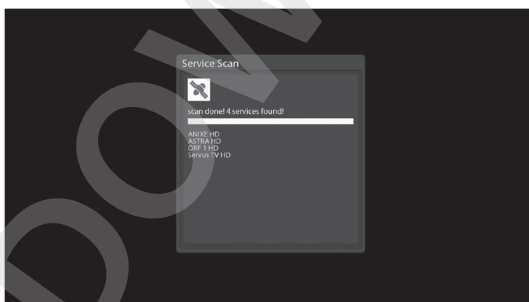 Service Scan
scan done! 4 services found!
ANIXE HD
ASTRA HD
ORF 1 HD
Servus TV HD